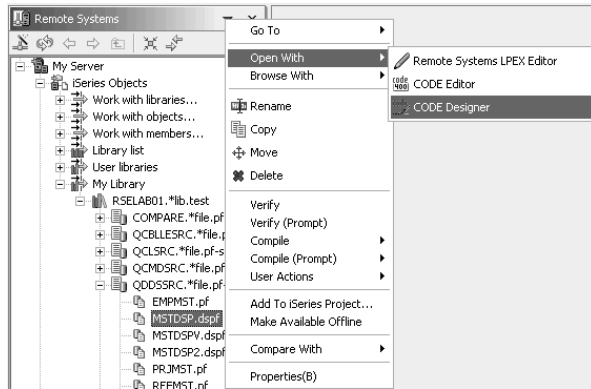 Remote Systems
My Server
iSeries Objects
Work with libraries...
Work with objects...
Work with members...
Library list
User libraries
My Library
RSELAB01.*lib.test
COMPARE.*file.pf
QCBLLESRC.*file.p
QCLSRC.*file.pf-s
QCMDSRC.*file.pf
QDDSSRC.*file.pf-
EMPMST.pf
MSTDSP.dspf
MSTDSPV.dspf
MSTDSP2.dspf
PRJMST.pf
REFMST.pf
Go To
Open With
Browse With
Rename
Copy
Move
Delete
Verify
Verify (Prompt)
Compile
Compile (Prompt)
User Actions
Add To iSeries Project...
Make Available Offline
Compare With
Properties(B)
Remote Systems LPEX Editor
CODE Editor
CODE Designer